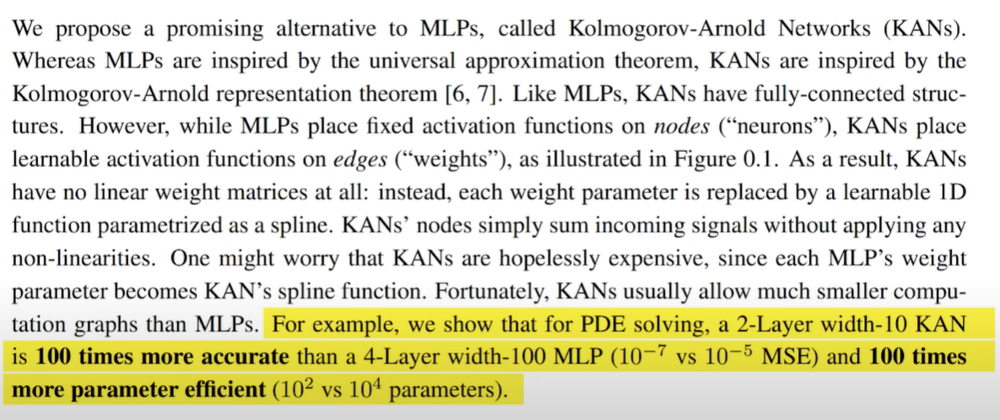 We propose a promising alternative to MLPs, called Kolmogorov-Arnold Networks (KANs).
Whereas MLPs are inspired by the universal approximation theorem, KANs are inspired by the
Kolmogorov-Arnold representation theorem [6, 7]. Like MLPs, KANs have fully-connected struc-
tures. However, while MLPs place fixed activation functions on nodes (“neurons”), KANs place
learnable activation functions on edges (“weights”), as illustrated in Figure 0.1. As a result, KANs
have no linear weight matrices at all: instead, each weight parameter is replaced by a learnable 1D
function parametrized as a spline. KANs’ nodes simply sum incoming signals without applying any
non-linearities. One might worry that KANs are hopelessly expensive, since each MLP’s weight
parameter becomes KAN’s spline function. Fortunately, KANs usually allow much smaller compu-
tation graphs than MLPs. For example, we show that for PDE solving, a 2-Layer width-10 KAN
is 100 times more accurate than a 4-Layer width-100 MLP (10⁻⁷ vs 10⁻⁵ MSE) and 100 times
more parameter efficient (10² vs 10⁴ parameters).